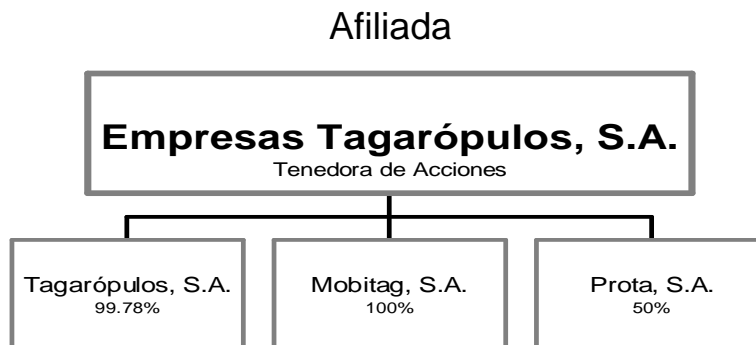 Afiliada
Empresas Tagarópulos, S.A.
Tenedora de Acciones
Tagarópulos, S.A.
99.78%
Mobitag, S.A.
100%
Prota, S.A.
50%